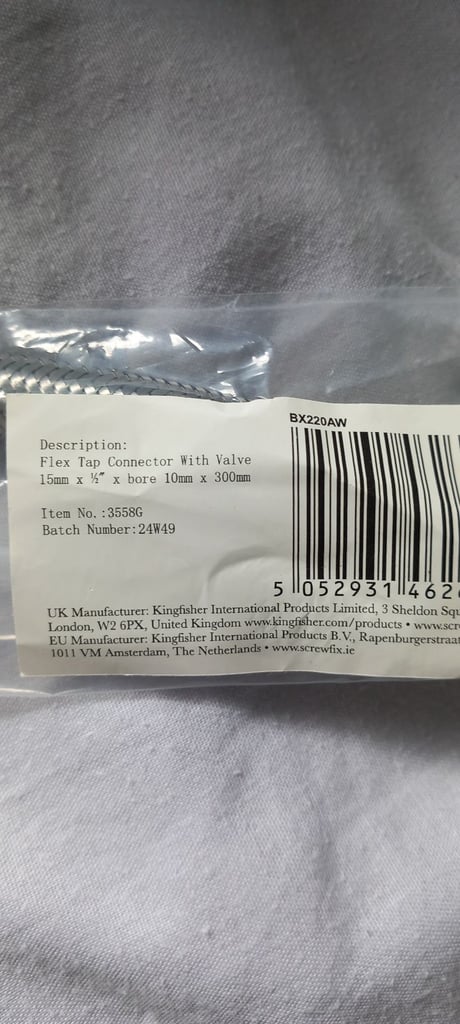 BX220AW
Description:
Flex Tap Connector With Valve
15mm x ½" x bore 10mm x 300mm
Item No.:3558G
Batch Number:24W49
5 052931 462
UK Manufacturer: Kingfisher International Products Limited, 3 Sheldon
London, W2 6PX, United Kingdom www.kingfisher.com/products •
EU Manufacturer: Kingfisher International Products B.V., Rapenburgerstraat
1011 VM Amsterdam, The Netherlands • www.screwfix.ie